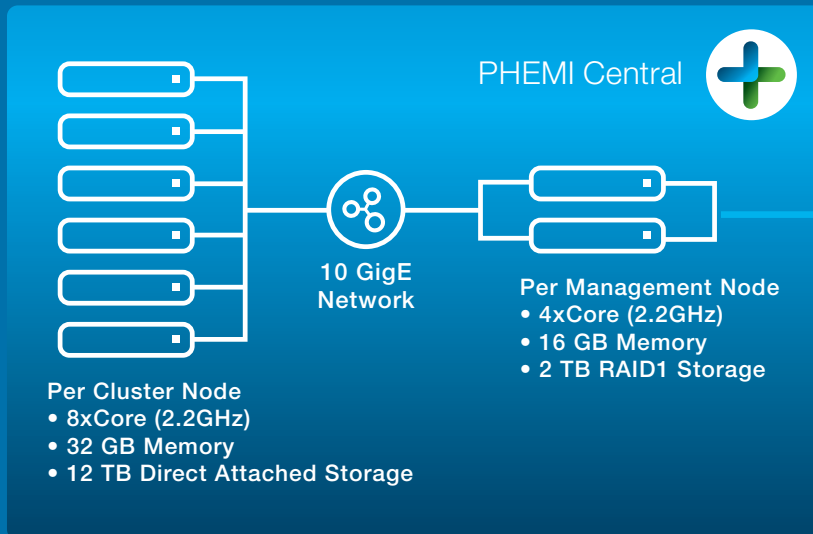 PHEMI Central
10 GigE
Network
Per Management Node
• 4xCore (2.2GHz)
• 16 GB Memory
• 2 TB RAID1 Storage
Per Cluster Node
• 8xCore (2.2GHz)
• 32 GB Memory
• 12 TB Direct Attached Storage